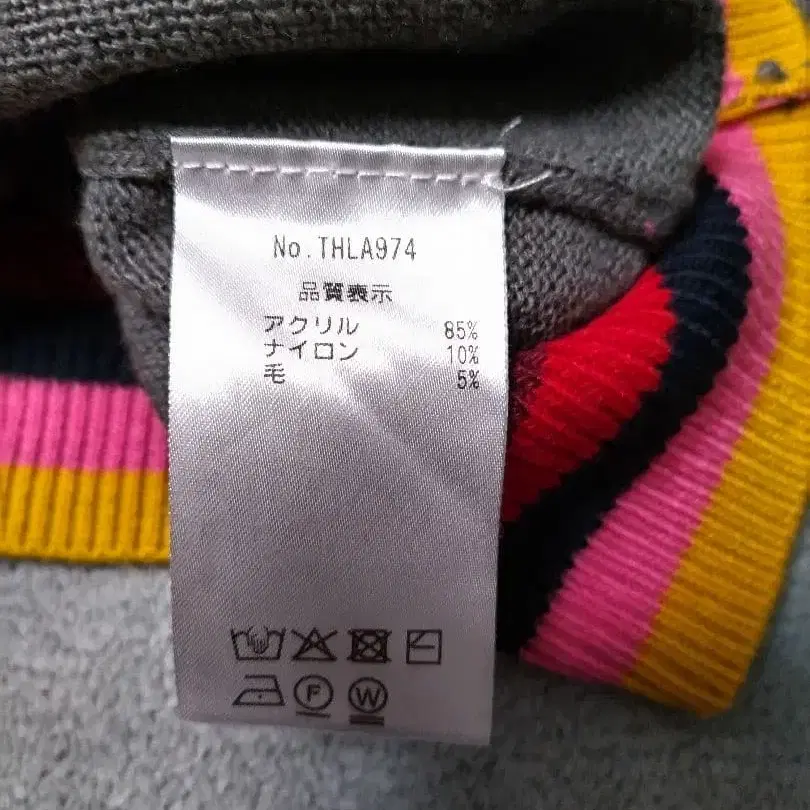 No.THLA974
品質表示
アクリル 85%
ナイロン 10%
毛 5%
F W